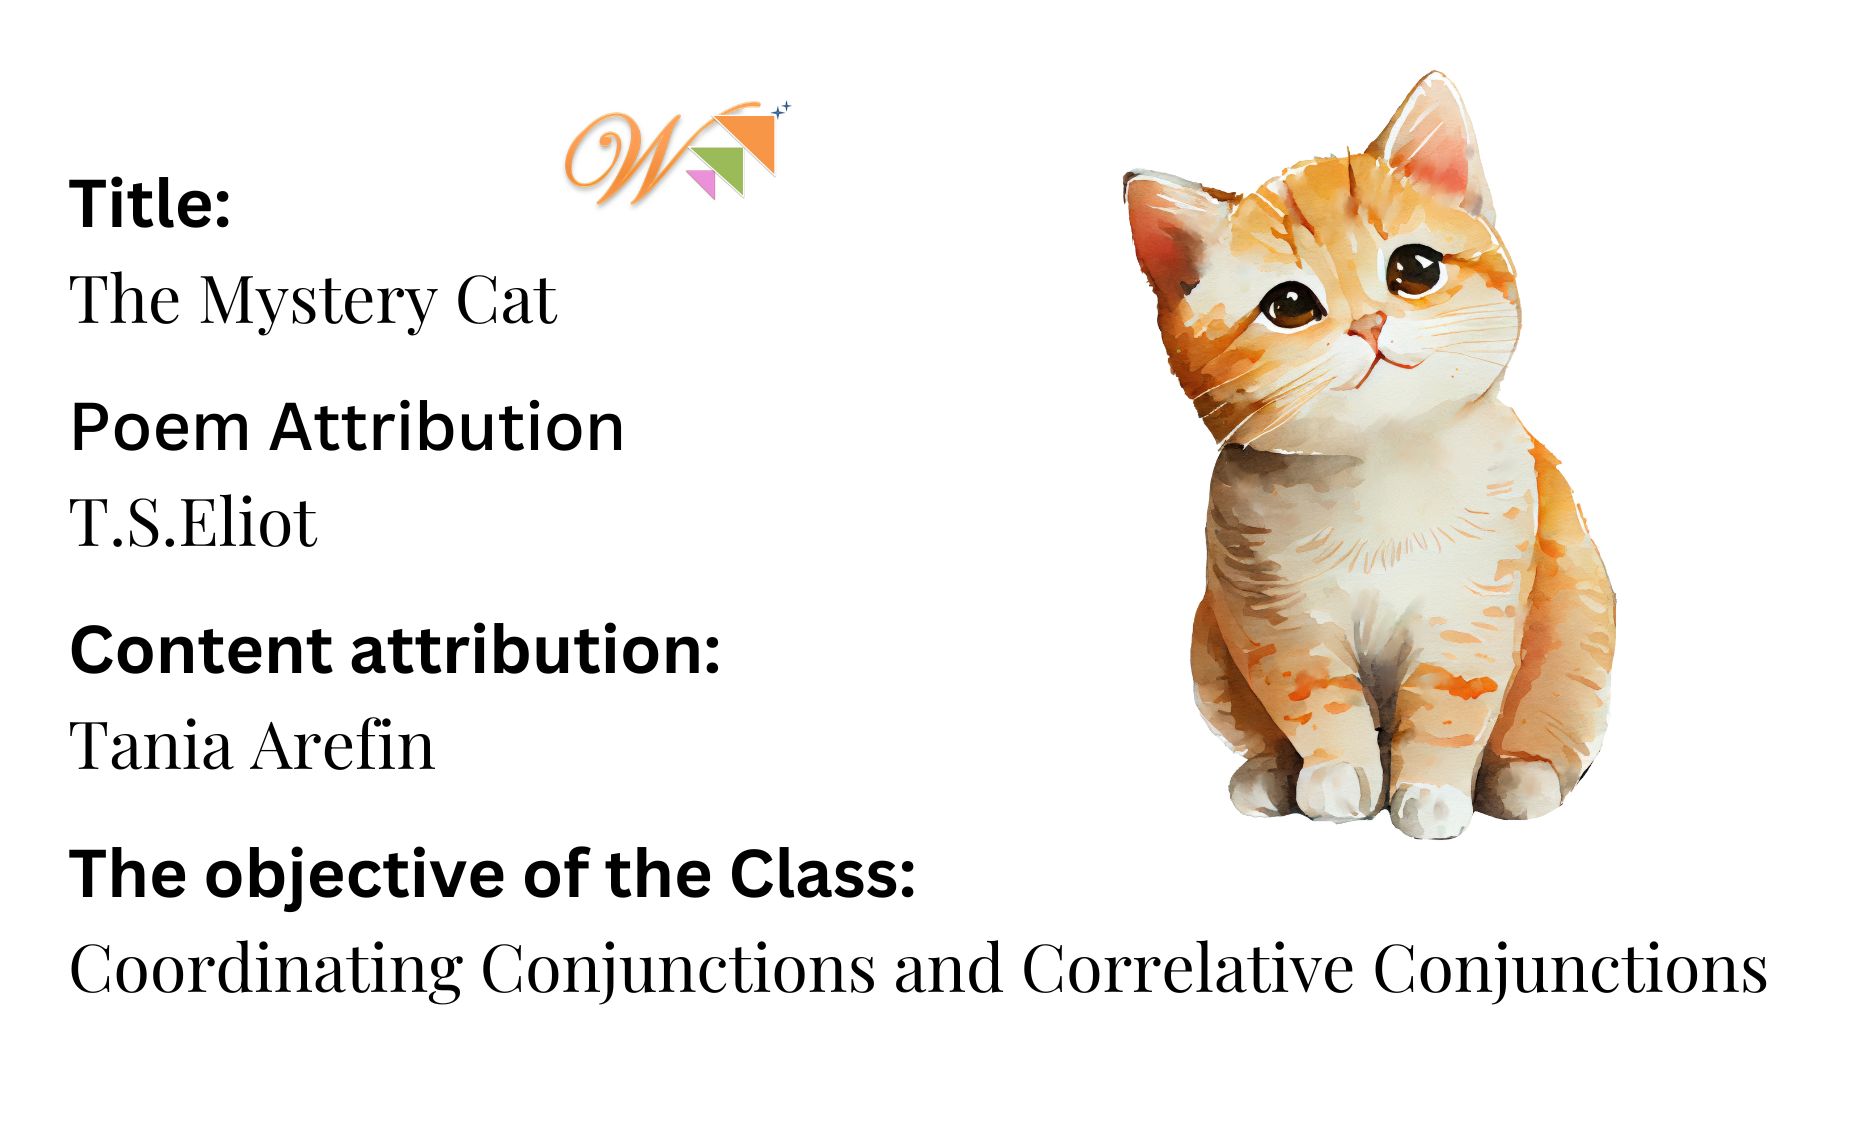 W
Title:
The Mystery Cat
Poem Attribution
T.S.Eliot
Content attribution:
Tania Arefin
The objective of the Class:
Coordinating Conjunctions and Correlative Conjunctions